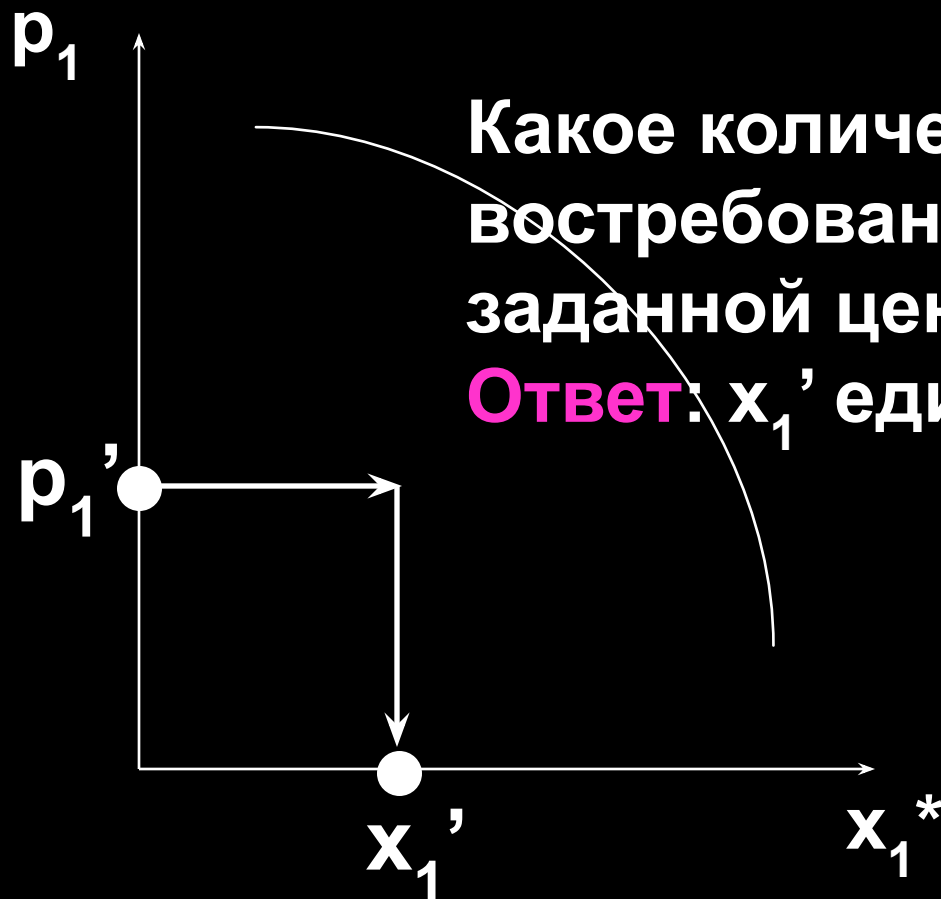 p₁
Какое количе
востребован
заданной цен
Ответ: x₁’ еди
p₁’
x₁’
x₁*